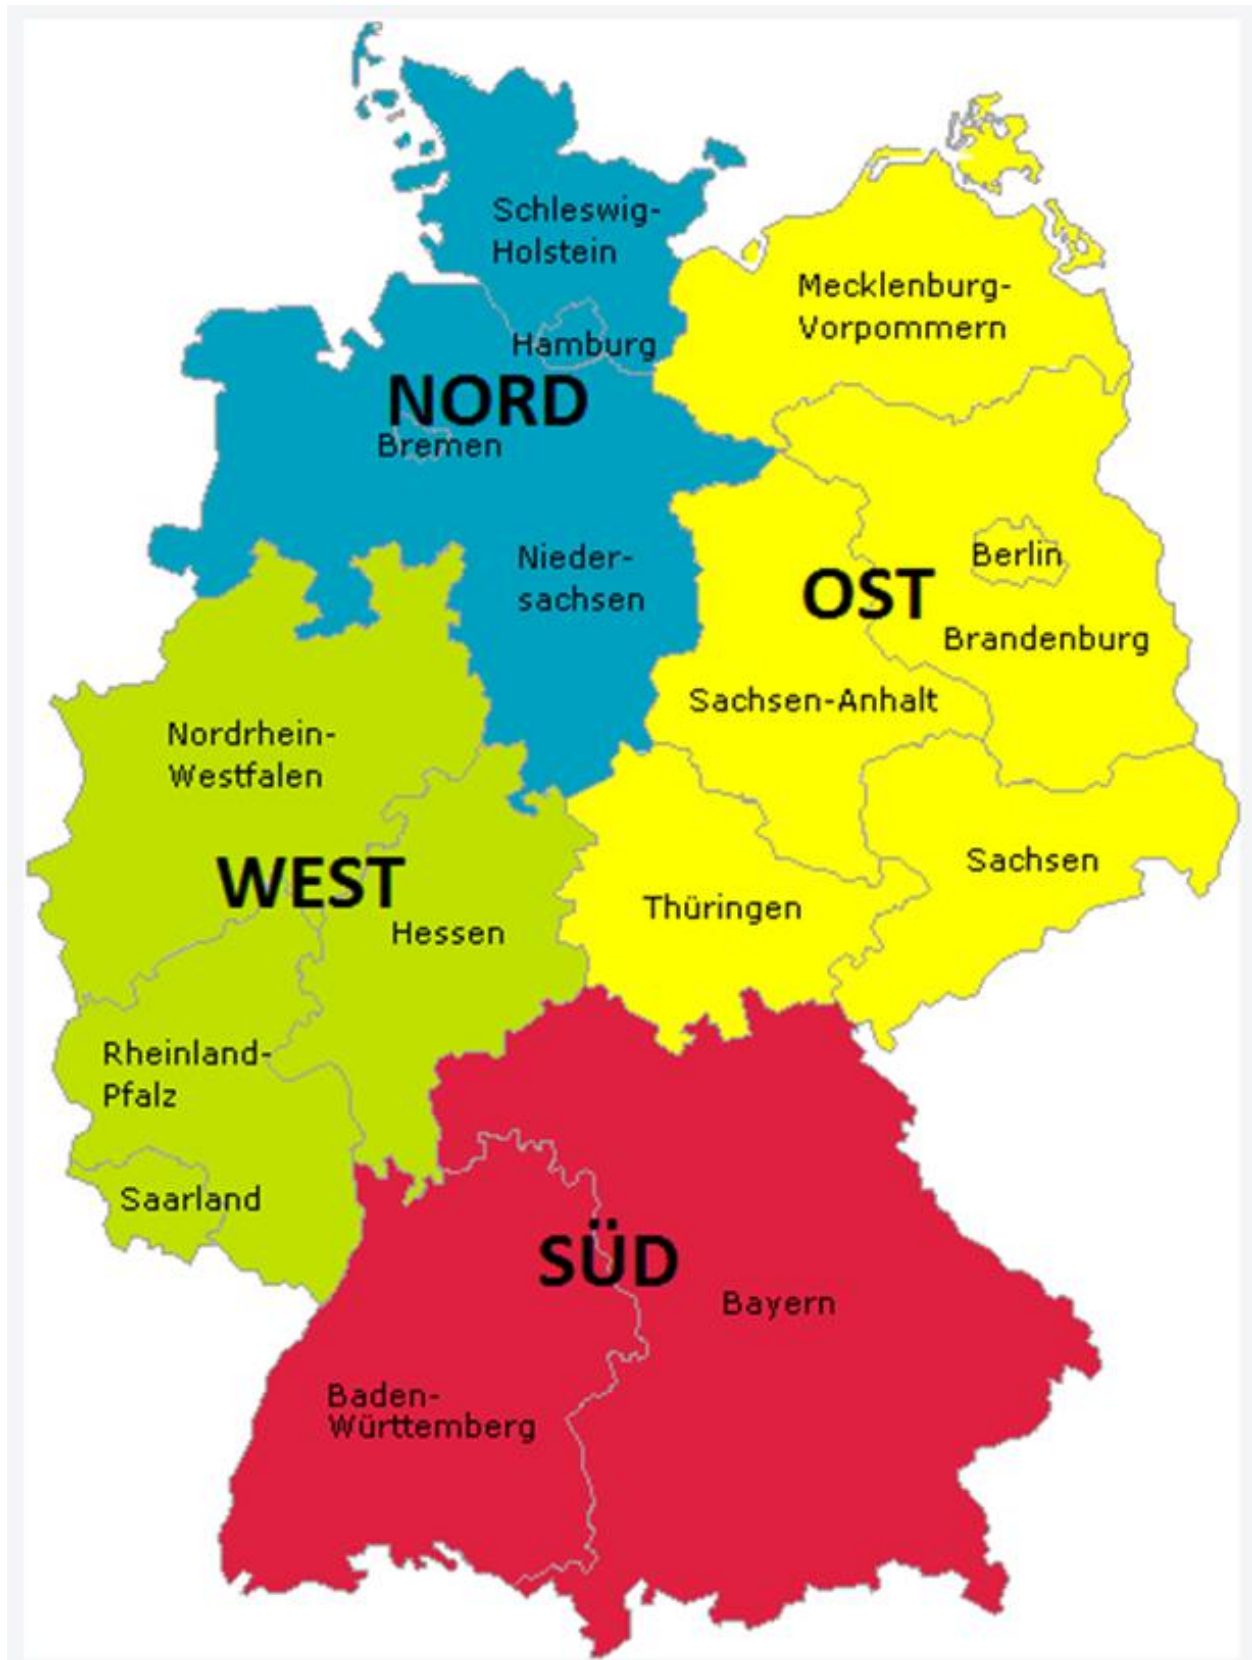 Schleswig-
Holstein
Mecklenburg-
Vorpommern
Hamburg
NORD
Bremen
Nieder-
sachsen
Berlin
OST
Brandenburg
Sachsen-Anhalt
Nordrhein-
Westfalen
WEST
Sachsen
Thüringen
Hessen
Rheinland-
Pfalz
Saarland
SÜD
Bayern
Baden-
Württemberg